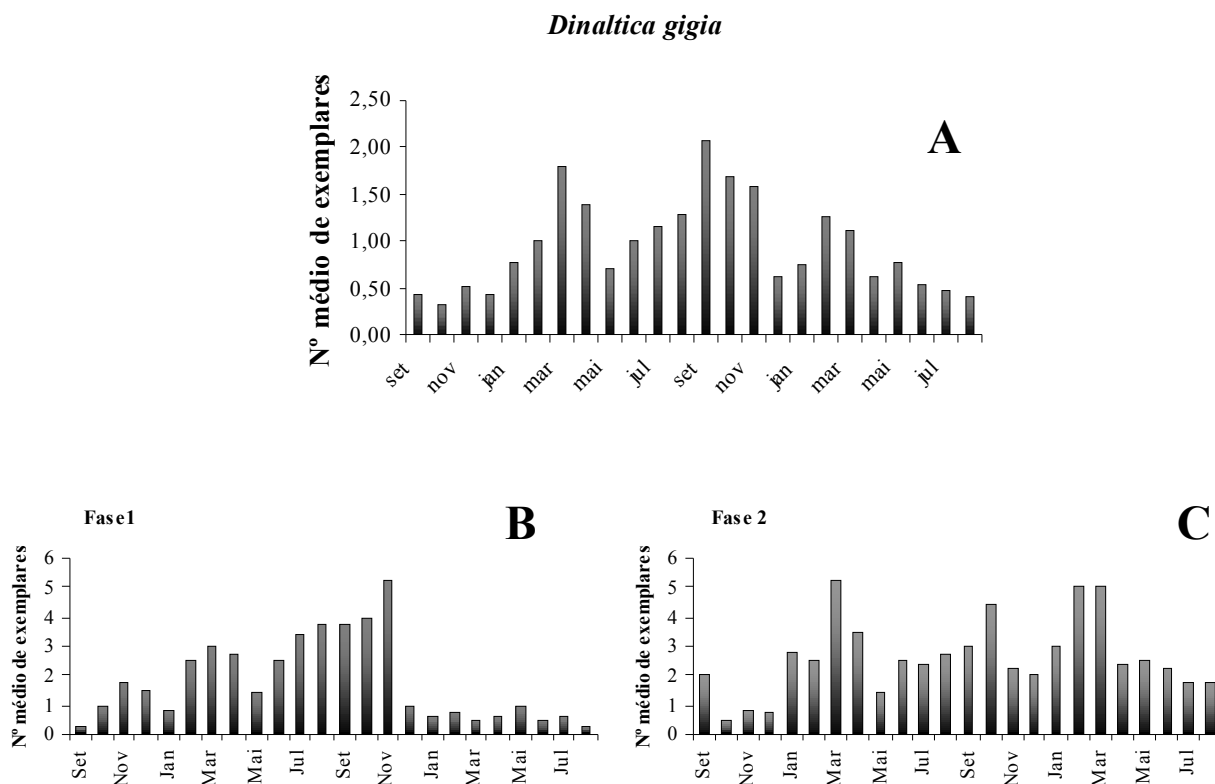 Dinaltica gigia
A
Nº médio de exemplares
2,50
2,00
1,50
1,00
0,50
0,00
set
nov
jan
mar
mai
jul
set
nov
jan
mar
mai
jul
Fase1
B
Nº médio de exemplares
6
5
4
3
2
1
0
Set
Nov
Jan
Mar
Mai
Jul
Set
Nov
Jan
Mar
Mai
Jul
Fase 2
C
Nº médio de exemplares
6
5
4
3
2
1
0
Set
Nov
Jan
Mar
Mai
Jul
Set
Nov
Jan
Mar
Mai
Jul